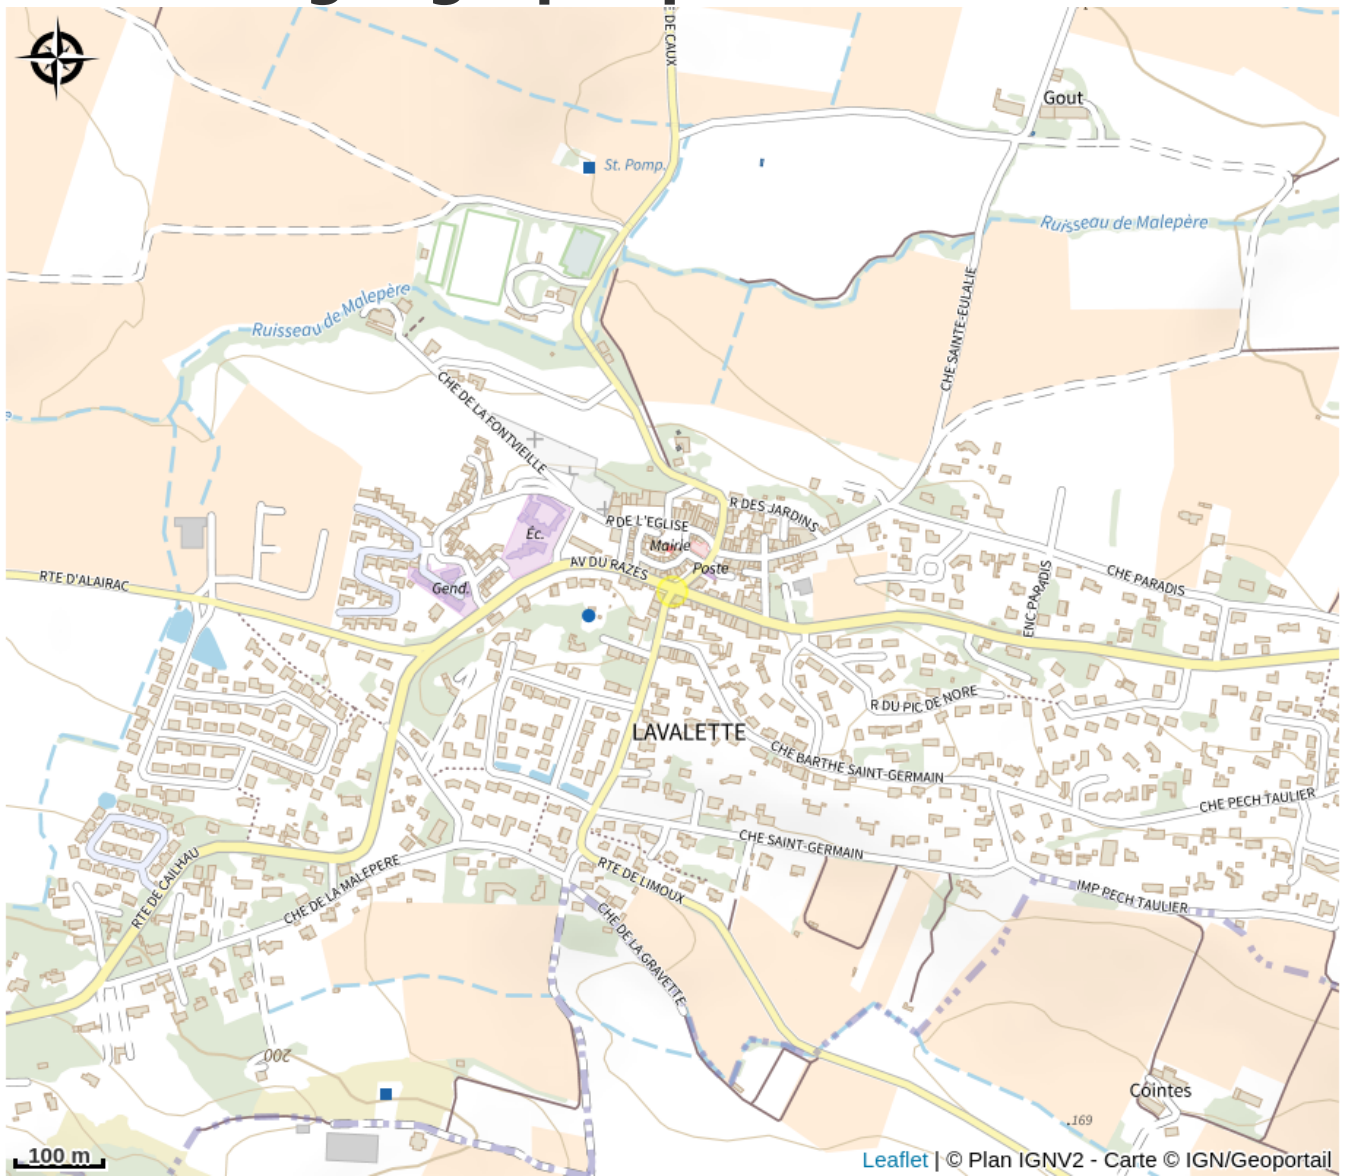 E DE CAUX
Gout
St. Pomp.
Ruisseau de Malepère
Ruisseau de Malepère
CHE SAINTE-EULALIE
CHE DE LA FONTVIEILLE
R DES JARDINS
R DE L'EGLISE
Éc.
Mairie
AV DU RAZES
Poste
RTE D'ALAIRAC
Gend.
CHE PARADIS
ENC PARADIS
R DU PIC DE NORE
LAVALETTE
CHE BARTHE SAINT-GERMAIN
CHE PECH TAULIER
CHE SAINT-GERMAIN
RTE DE CAILHAU
CHE DE LA MALEPERE
RTE DE LIMOUX
IMP PECH TAULIER
CHE DE LA GRAVETTE
200
Cointes
.169
100 m
Leaflet | © Plan IGNV2 - Carte © IGN/Geoportail